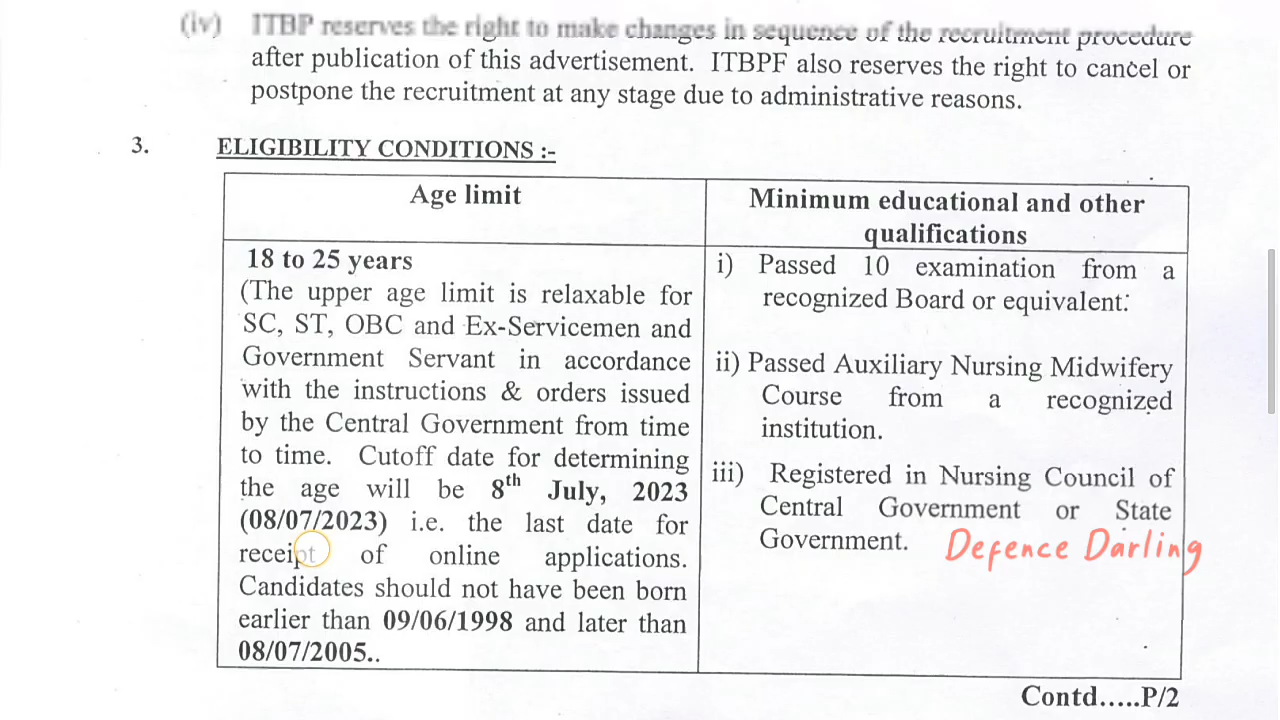 (iv) ITBP reserves the right to make changes in sequence of the recruitment procedure
after publication of this advertisement. ITBPF also reserves the right to cancel or
postpone the recruitment at any stage due to administrative reasons.
3. ELIGIBILITY CONDITIONS :-
Age limit
18 to 25 years
(The upper age limit is relaxable for
SC, ST, OBC and Ex-Servicemen and
Government Servant in accordance
with the instructions & orders issued
by the Central Government from time
to time. Cutoff date for determining
the age will be 8th July, 2023
(08/07/2023) i.e. the last date for
receipt of online applications.
Candidates should not have been born
earlier than 09/06/1998 and later than
08/07/2005..
Minimum educational and other
qualifications
i) Passed 10 examination from a
recognized Board or equivalent.
ii) Passed Auxiliary Nursing Midwifery
Course from a recognized
institution.
iii) Registered in Nursing Council of
Central Government or State
Government.
Defence Darling
Contd.....P/2